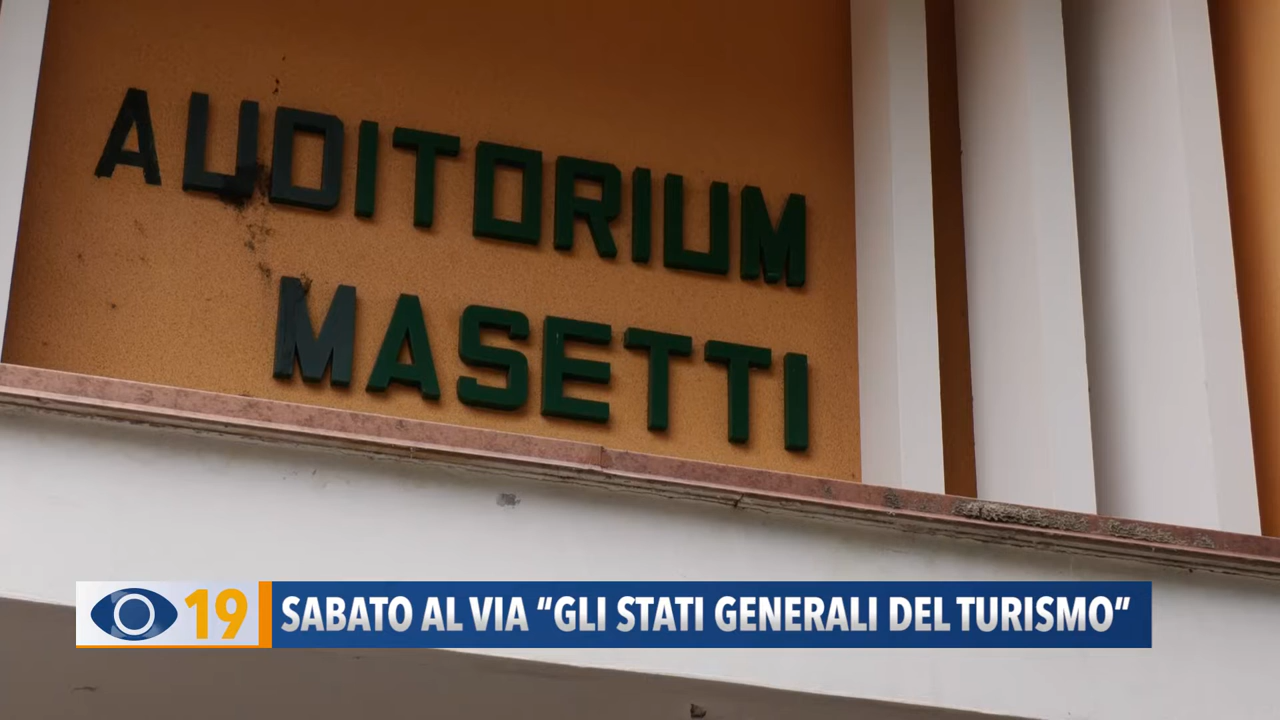 AUDITORIUM
MASETTI
19
SABATO AL VIA “GLI STATI GENERALI DEL TURISMO“